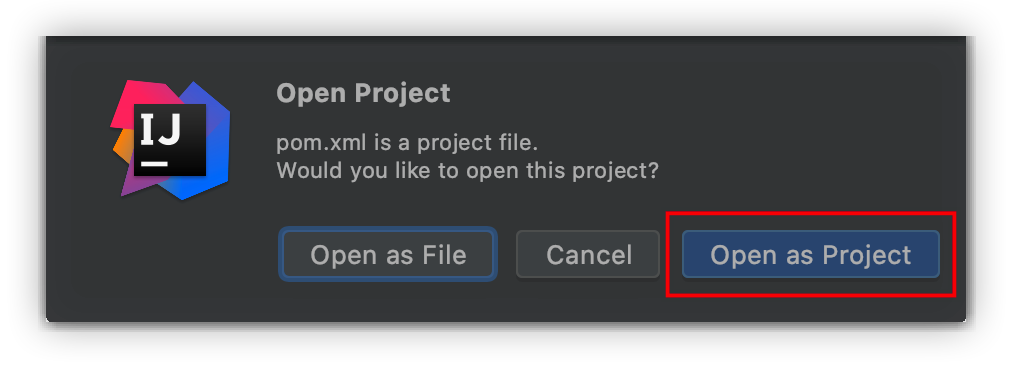 IJ
Open Project
pom.xml is a project file.
Would you like to open this project?
Open as File
Cancel
Open as Project